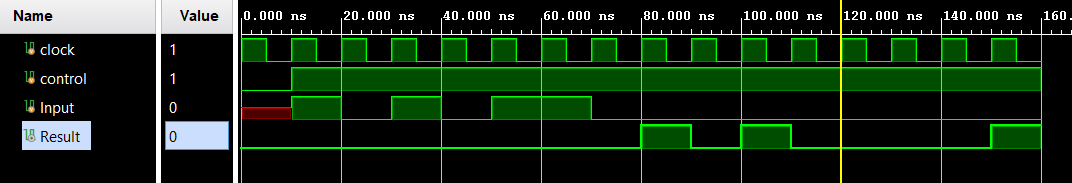 Name Value 0.000 ns 20.000 ns 40.000 ns 60.000 ns 80.000 ns 100.000 ns 120.000 ns 140.000 ns 160.
clock 1
control 1
Input 0
Result 0